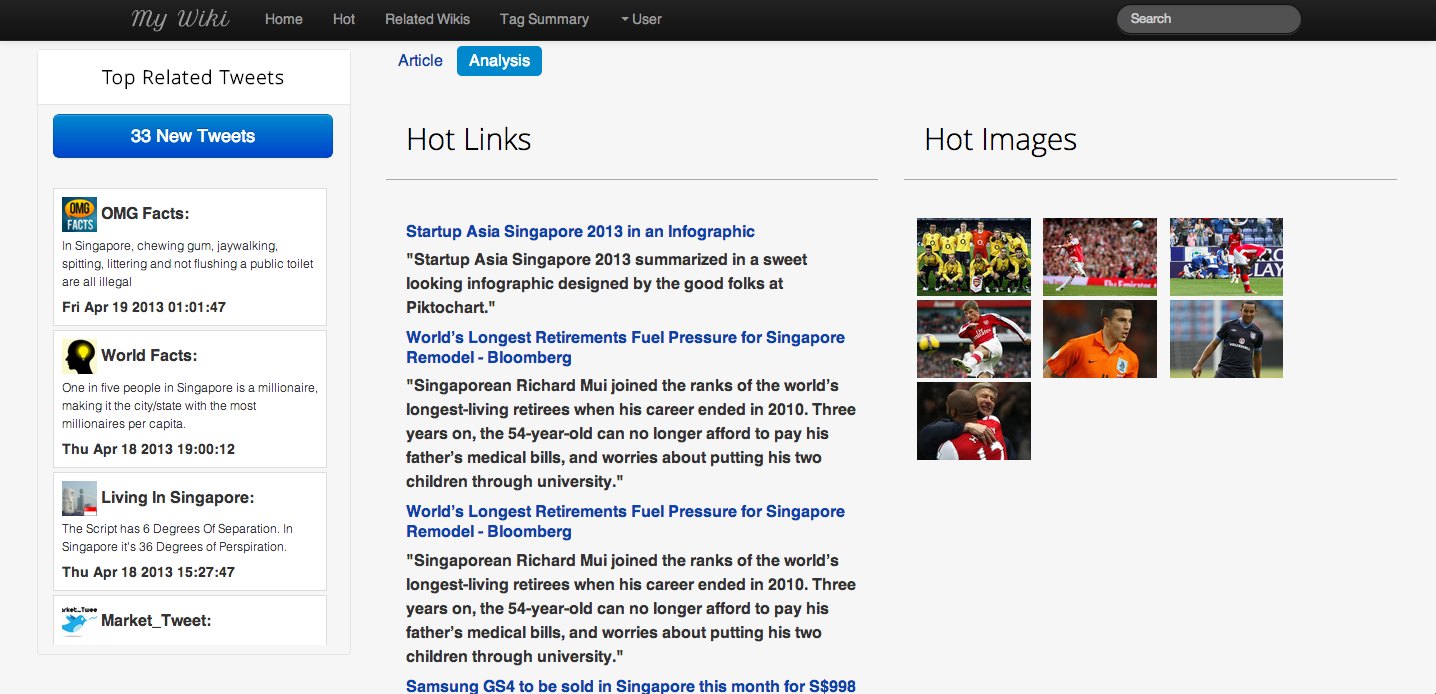 My Wiki
Home
Hot
Related Wikis
Tag Summary
User
Search
Top Related Tweets
33 New Tweets
OMG FACTS
OMG Facts:
In Singapore, chewing gum, jaywalking,
spitting, littering and not flushing a public toilet
are all illegal
Fri Apr 19 2013 01:01:47
World Facts:
One in five people in Singapore is a millionaire,
making it the city/state with the most
millionaires per capita.
Thu Apr 18 2013 19:00:12
Living In Singapore:
The Script has 6 Degrees Of Separation. In
Singapore it's 36 Degrees of Perspiration.
Thu Apr 18 2013 15:27:47
Market_Tweet:
Article
Analysis
Hot Links
Startup Asia Singapore 2013 in an Infographic
"Startup Asia Singapore 2013 summarized in a sweet
looking infographic designed by the good folks at
Piktochart."
World’s Longest Retirements Fuel Pressure for Singapore
Remodel - Bloomberg
"Singaporean Richard Mui joined the ranks of the world’s
longest-living retirees when his career ended in 2010. Three
years on, the 54-year-old can no longer afford to pay his
father’s medical bills, and worries about putting his two
children through university."
World’s Longest Retirements Fuel Pressure for Singapore
Remodel - Bloomberg
"Singaporean Richard Mui joined the ranks of the world’s
longest-living retirees when his career ended in 2010. Three
years on, the 54-year-old can no longer afford to pay his
father’s medical bills, and worries about putting his two
children through university."
Samsung GS4 to be sold in Singapore this month for S$998
Hot Images